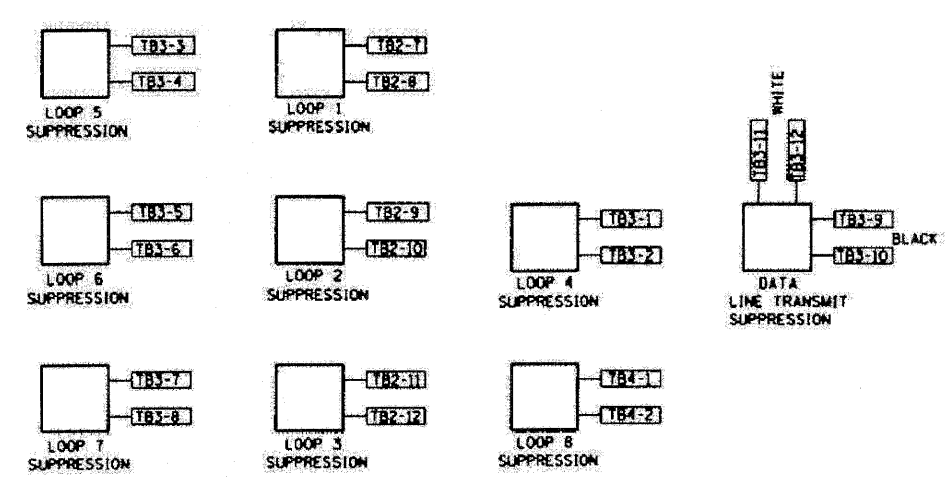 TB3-3
TB3-4
LOOP 5
SUPPRESSION
TB2-7
TB2-8
LOOP 1
SUPPRESSION
WHITE
TB3-11
TB3-12
TB3-5
TB3-6
LOOP 6
SUPPRESSION
TB2-9
TB2-10
LOOP 2
SUPPRESSION
TB3-1
TB3-2
LOOP 4
SUPPRESSION
TB3-9
BLACK
TB3-10
DATA
LINE TRANSMIT
SUPPRESSION
TB3-7
TB3-8
LOOP 7
SUPPRESSION
TB2-11
TB2-12
LOOP 3
SUPPRESSION
TB4-1
TB4-2
LOOP 8
SUPPRESSION